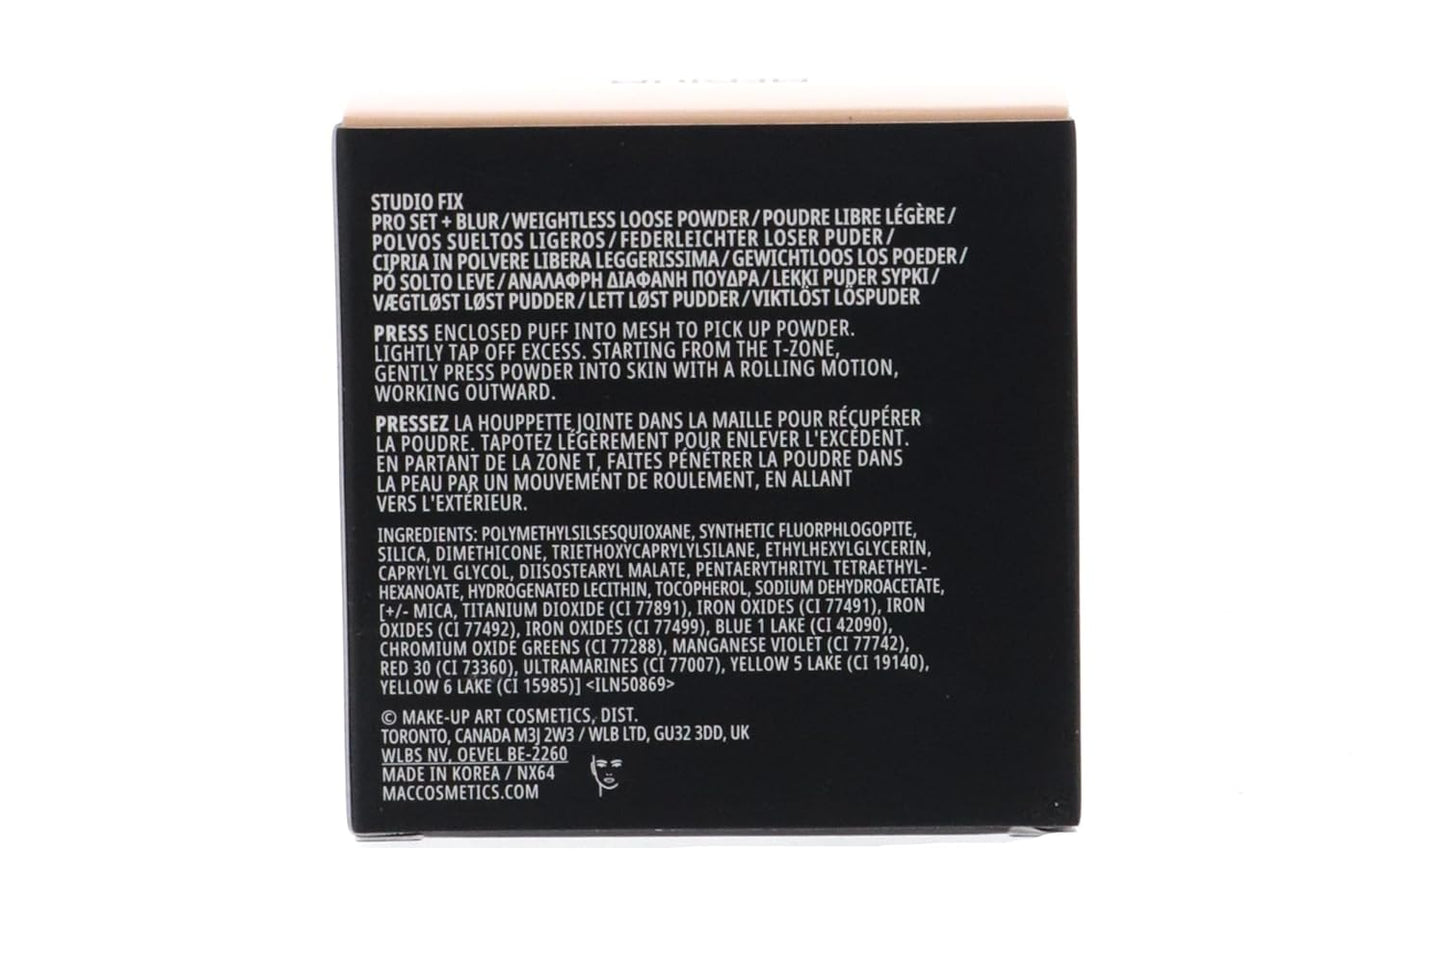 STUDIO FIX
PRO SET + BLUR / WEIGHTLESS LOOSE POWDER / POUDRE LIBRE LÉGÈRE /
POLVOS SUELTOS LIGEROS / FEDERLEICHTER LOSER PUDER /
CIPRIA IN POLVERE LIBERA LEGGERISSIMA / GEWICHTLOOS LOS POEDER /
PÓ SOLTO LEVE / ΑΝΑΛΑΦΡΗ ΔΙΑΦΑΝΗ ΠΟΥΔΡΑ / LEKKI PUDER SYPKI /
VÆGTLØST LØST PUDDER / LETT LØST PUDDER / VIKTLÖST LÖSPUDER
PRESS ENCLOSED PUFF INTO MESH TO PICK UP POWDER.
LIGHTLY TAP OFF EXCESS. STARTING FROM THE T-ZONE,
GENTLY PRESS POWDER INTO SKIN WITH A ROLLING MOTION,
WORKING OUTWARD.
PRESSEZ LA HOUPPETTE JOINTE DANS LA MAILLE POUR RÉCUPÉRER
LA POUDRE. TAPOTEZ LÉGÈREMENT POUR ENLEVER L'EXCÉDENT.
EN PARTANT DE LA ZONE T, FAITES PÉNÉTRER LA POUDRE DANS
LA PEAU PAR UN MOUVEMENT DE ROULEMENT, EN ALLANT
VERS L'EXTÉRIEUR.
INGREDIENTS: POLYMETHYLSILSESQUIOXANE, SYNTHETIC FLUORPHLOGOPITE,
SILICA, DIMETHICONE, TRIETHOXYCAPRYLYLSILANE, ETHYLHEXYLGLYCERIN,
CAPRYLYL GLYCOL, DIISOSTEARYL MALATE, PENTAERYTHRITYL TETRAETHYL-
HEXANOATE, HYDROGENATED LECITHIN, TOCOPHEROL, SODIUM DEHYDROACETATE,
[+/- MICA, TITANIUM DIOXIDE (CI 77891), IRON OXIDES (CI 77491), IRON
OXIDES (CI 77492), IRON OXIDES (CI 77499), BLUE 1 LAKE (CI 42090),
CHROMIUM OXIDE GREENS (CI 77288), MANGANESE VIOLET (CI 77742),
RED 30 (CI 73360), ULTRAMARINES (CI 77007), YELLOW 5 LAKE (CI 19140),
YELLOW 6 LAKE (CI 15985)] <ILN50869>
© MAKE-UP ART COSMETICS, DIST.
TORONTO, CANADA M3J 2W3 / WLB LTD, GU32 3DD, UK
WLBS NV, OEVEL BE-2260
MADE IN KOREA / NX64
MACCOSMETICS.COM